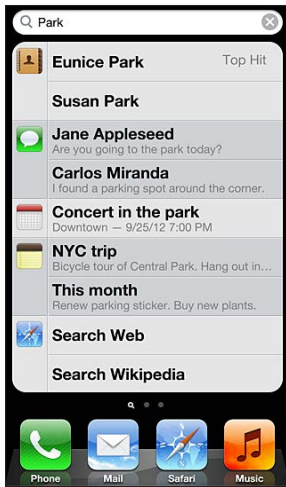 Park
Eunice Park Top Hit
Susan Park
Jane Appleseed
Are you going to the park today?
Carlos Miranda
I found a parking spot around the corner.
Concert in the park
Downtown — 9/25/12 7:00 PM
NYC trip
Bicycle tour of Central Park. Hang out in...
This month
Renew parking sticker. Buy new plants.
Search Web
Search Wikipedia
Phone Mail Safari Music